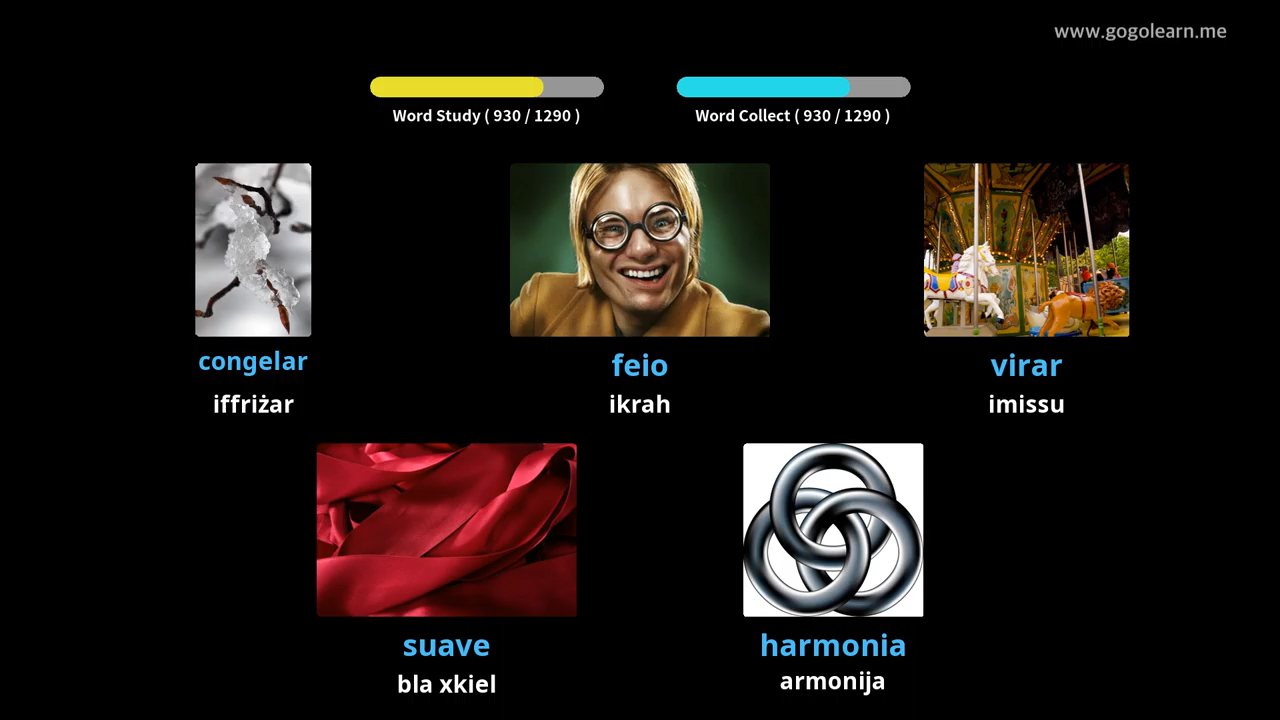 www.gogolearn.me
Word Study ( 930 / 1290 )
Word Collect ( 930 / 1290 )
congelar
iffriżar
feio
ikrah
virar
imissu
suave
bla xkiel
harmonia
armonija